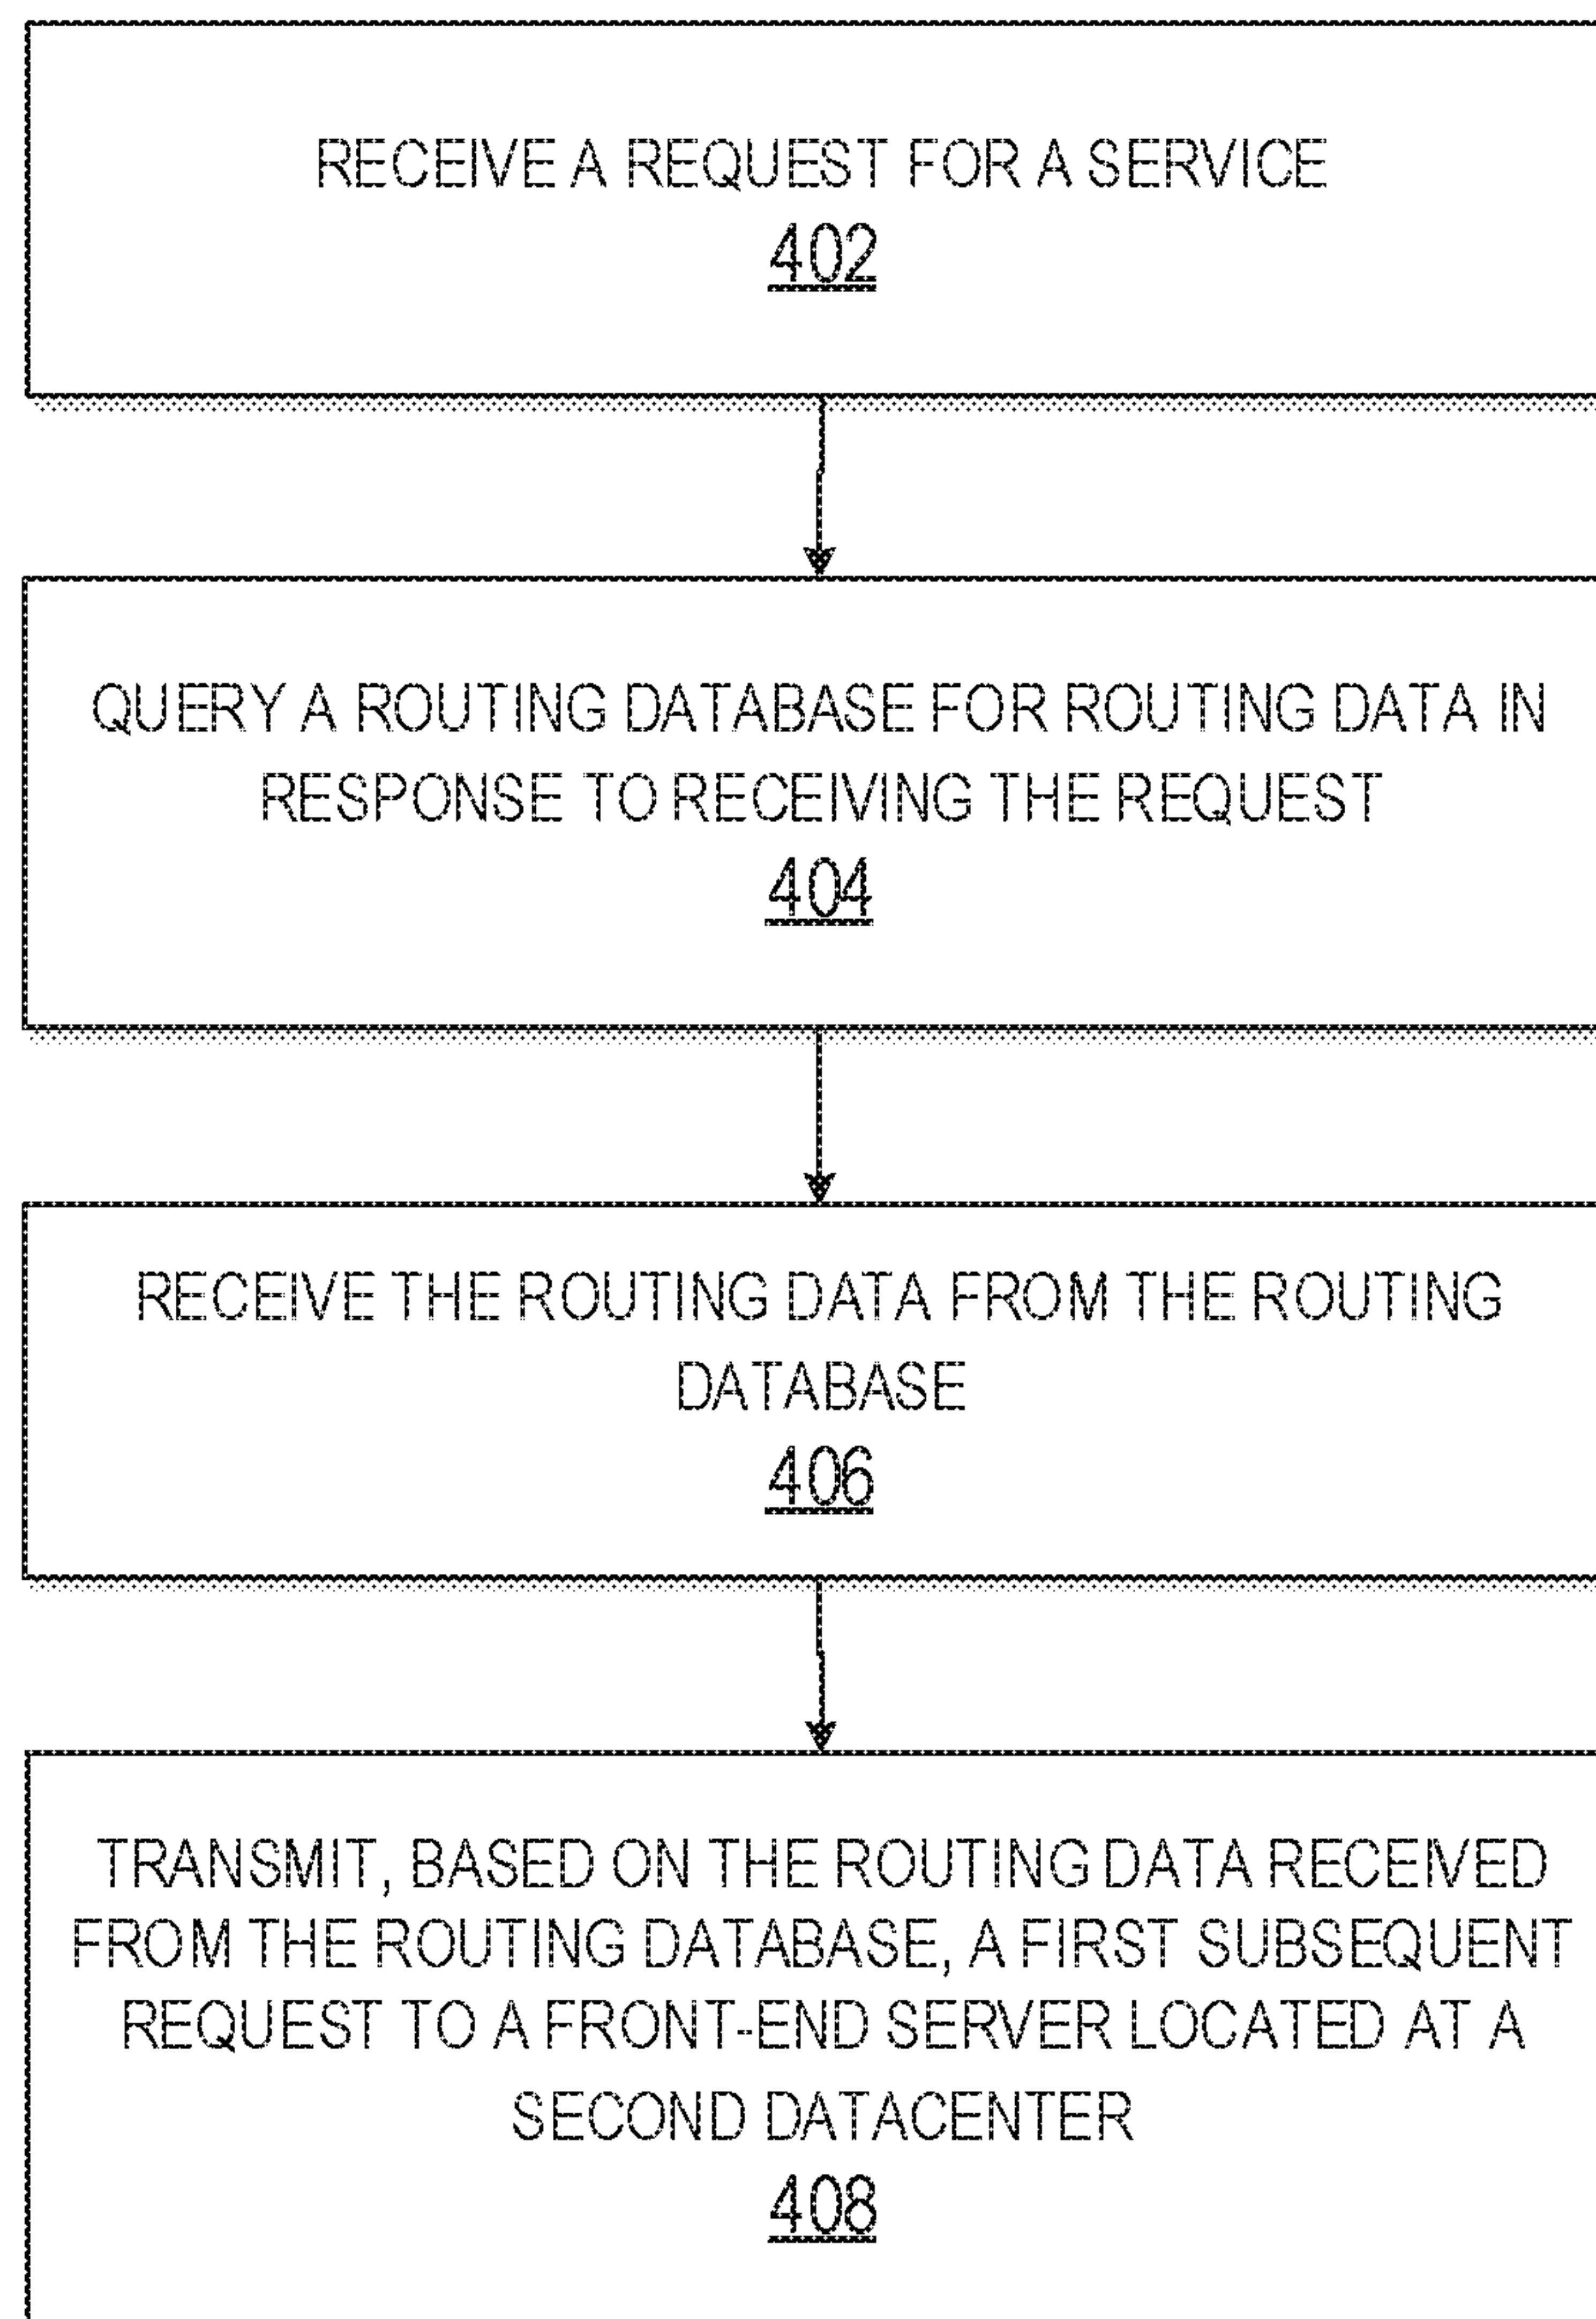 RECEIVE A REQUEST FOR A SERVICE
402
QUERY A ROUTING DATABASE FOR ROUTING DATA IN
RESPONSE TO RECEIVING THE REQUEST
404
RECEIVE THE ROUTING DATA FROM THE ROUTING
DATABASE
406
TRANSMIT, BASED ON THE ROUTING DATA RECEIVED
FROM THE ROUTING DATABASE, A FIRST SUBSEQUENT
REQUEST TO A FRONT-END SERVER LOCATED AT A
SECOND DATACENTER
408